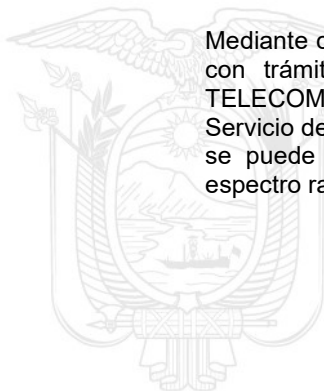 Mediante
con trámit
TELECOM
Servicio de
se puede
espectro ra